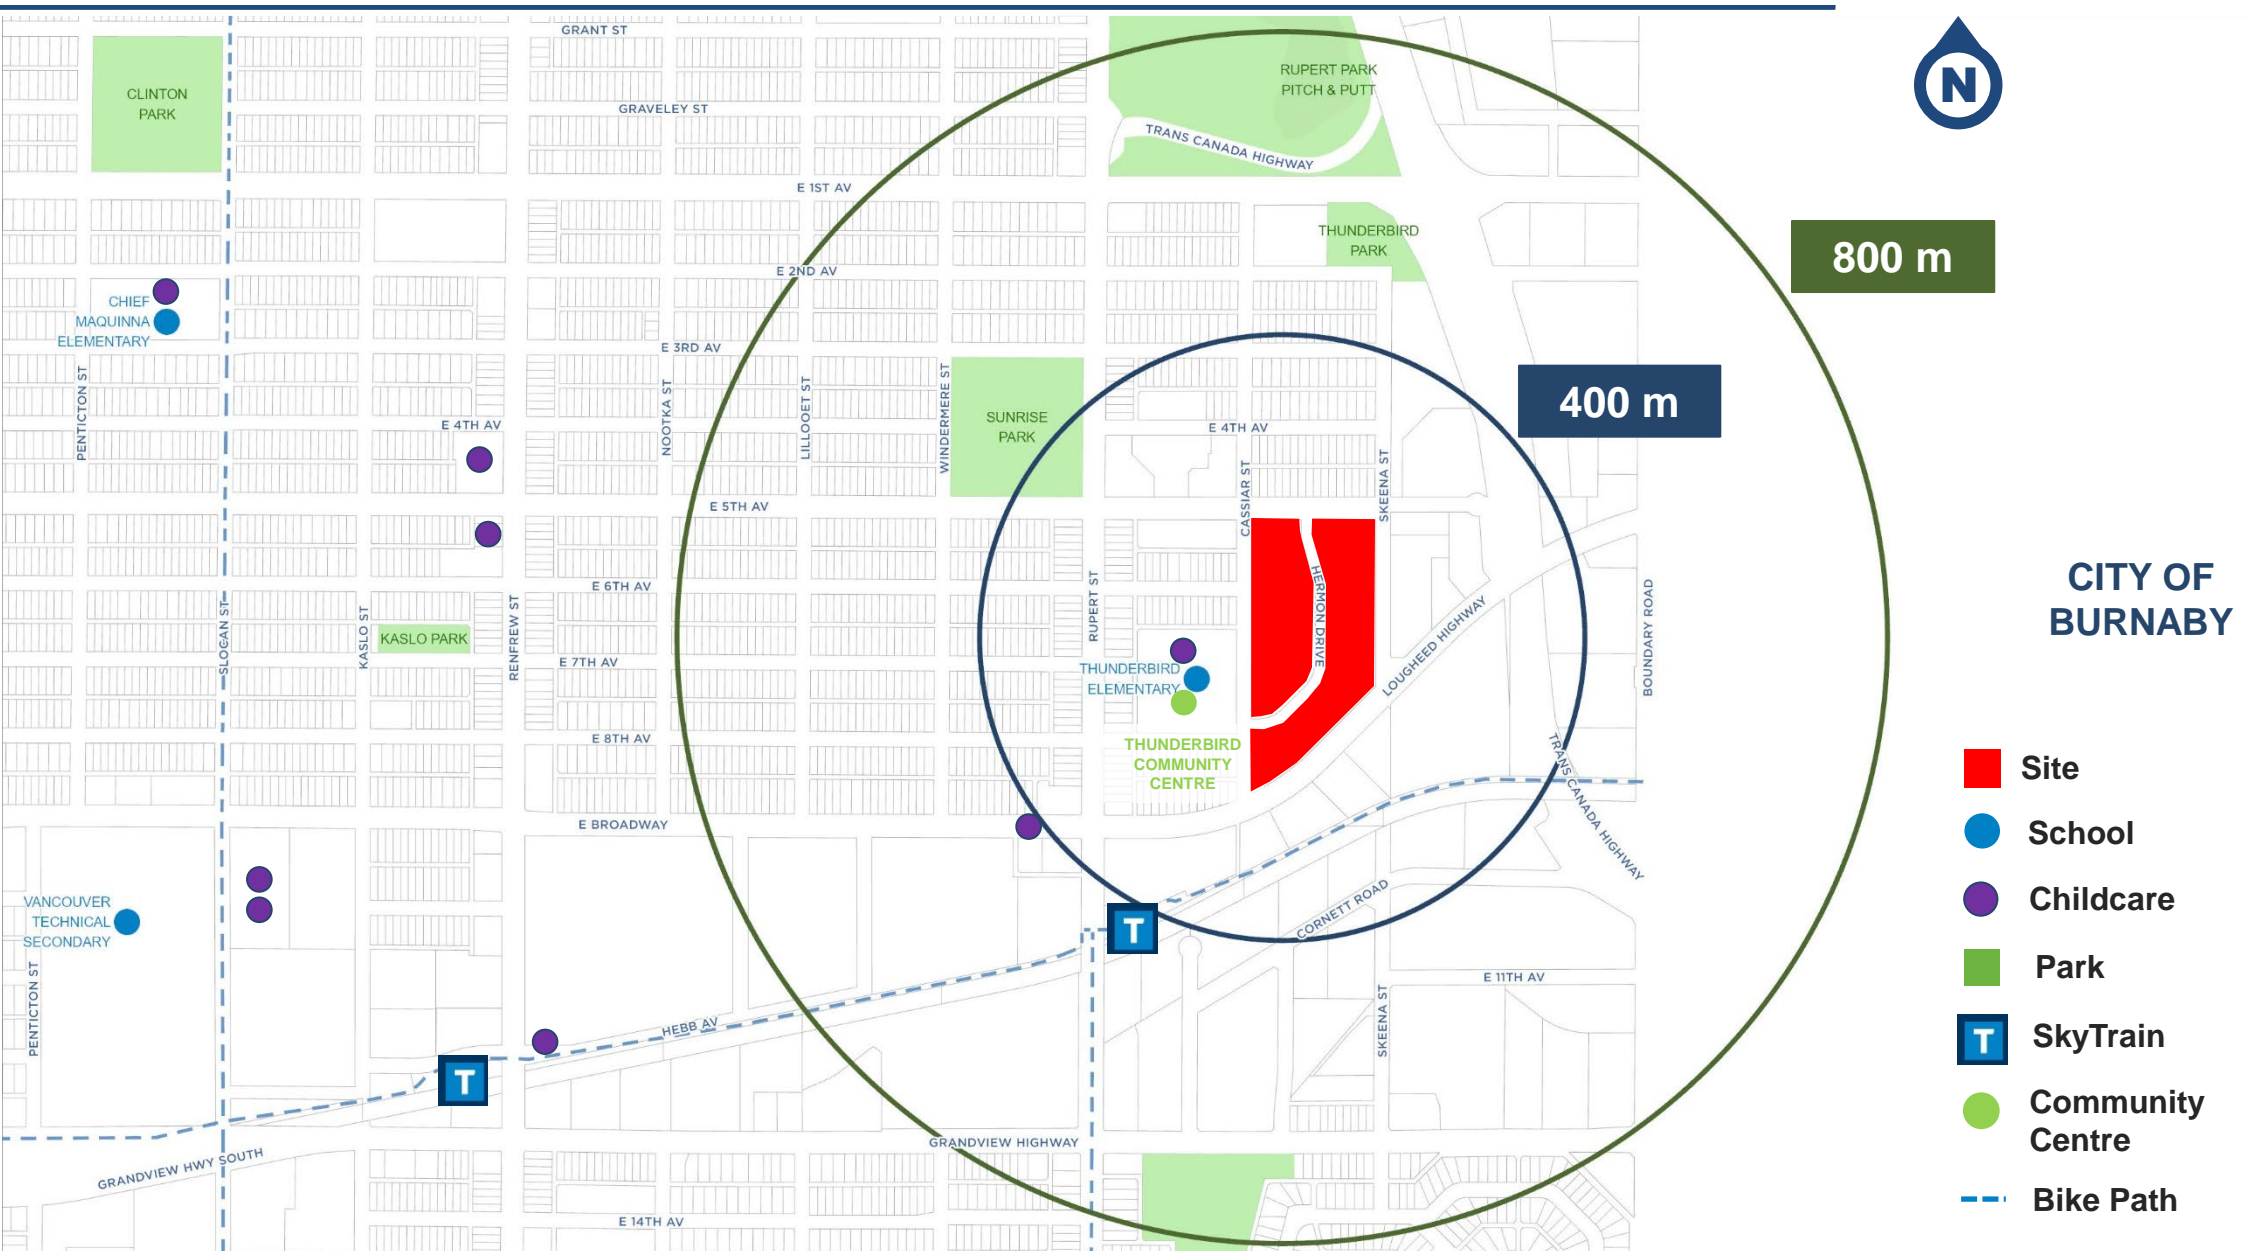 GRANT ST
N
RUPERT PARK
PITCH & PUTT
CLINTON
PARK
GRAVELEY ST
TRANS CANADA HIGHWAY
E 1ST AV
THUNDERBIRD
PARK
800 m
E 2ND AV
CHIEF
MAQUINNA
ELEMENTARY
E 3RD AV
PENTICTON ST
NOOTKA ST
LILLOOET ST
WINDERMERE ST
400 m
SUNRISE
PARK
E 4TH AV
E 4TH AV
CASSIAR ST
SKEENA ST
E 5TH AV
HERMON DRIVE
CITY OF
BURNABY
E 6TH AV
SLOCAN ST
KASLO ST
KASLO PARK
RENFREW ST
RUPERT ST
LOUGHEED HIGHWAY
BOUNDARY ROAD
E 7TH AV
THUNDERBIRD
ELEMENTARY
E 8TH AV
THUNDERBIRD
COMMUNITY
CENTRE
TRANS CANADA HIGHWAY
Site
E BROADWAY
School
VANCOUVER
TECHNICAL
SECONDARY
CORNETT ROAD
Childcare
T
PENTICTON ST
Park
E 11TH AV
SKEENA ST
HEBB AV
T
T
SkyTrain
Community
Centre
GRANDVIEW HIGHWAY
GRANDVIEW HWY SOUTH
Bike Path
E 14TH AV